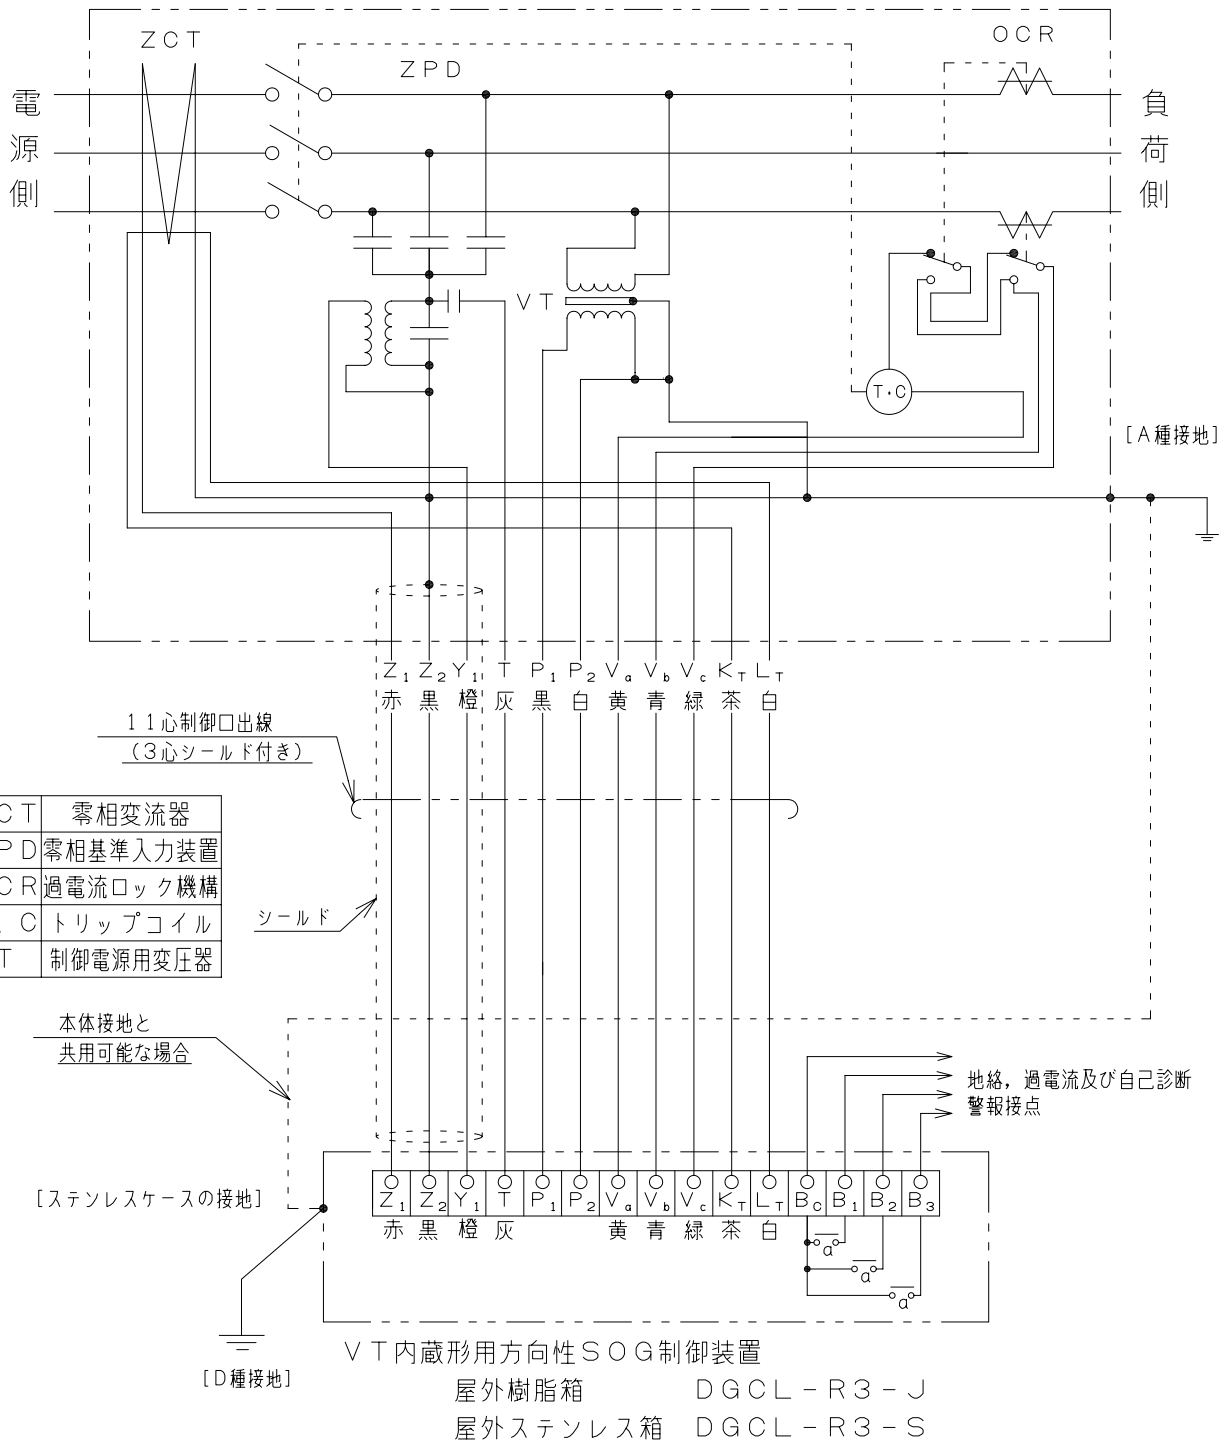 ZCT
OCR
ZPD
電源側
負荷側
VT
T・C
[A種接地]
Z₁ Z₂ Y₁ T P₁ P₂ Vₐ V_b V_c K_T L_T
赤 黒 橙 灰 黒 白 黄 青 緑 茶 白
11心制御口出線
(3心シールド付き)
CT 零相変流器
PD 零相基準入力装置
CR 過電流ロック機構
.C トリップコイル
T 制御電源用変圧器
シールド
本体接地と
共用可能な場合
地絡,過電流及び自己診断
警報接点
[ステンレスケースの接地]
Z₁ Z₂ Y₁ T P₁ P₂ Vₐ V_b V_c K_T L_T B_C B₁ B₂ B₃
赤 黒 橙 灰 黄 青 緑 茶 白
a
a
a
[D種接地]
VT内蔵形用方向性SOG制御装置
屋外樹脂箱 DGCL-R3-J
屋外ステンレス箱 DGCL-R3-S